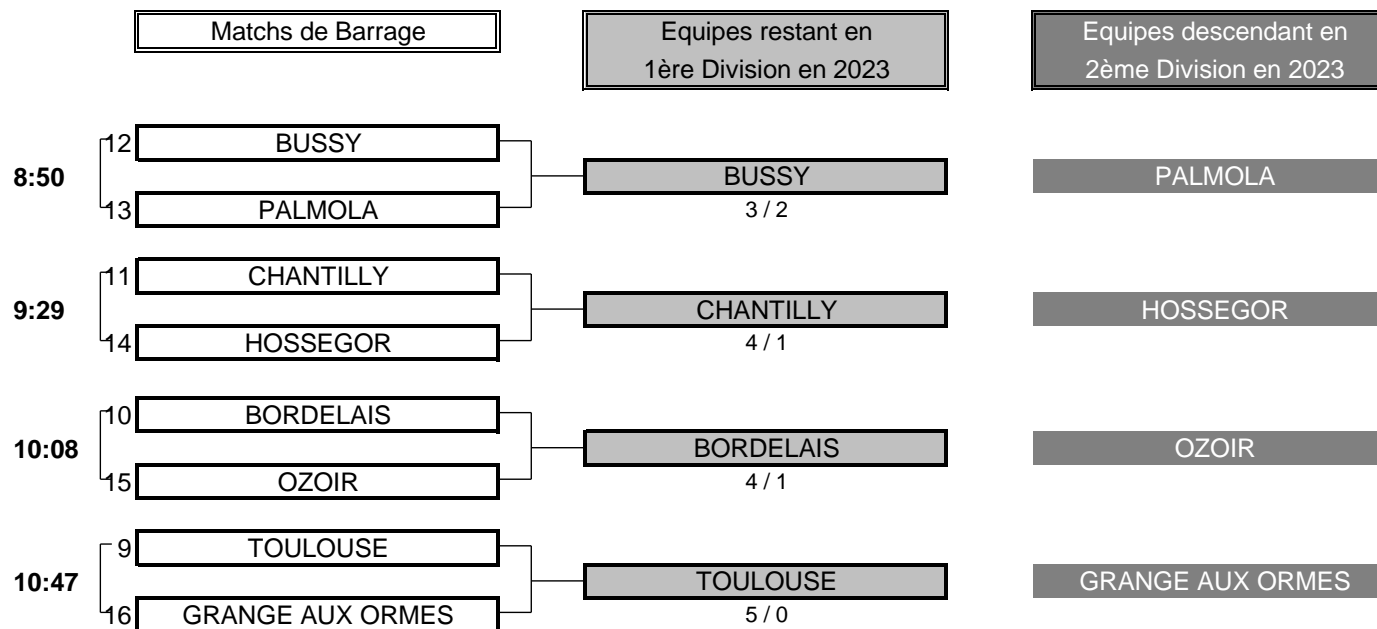 Matchs de Barrage
Equipes restant en
1ère Division en 2023
Equipes descendant en
2ème Division en 2023
12 BUSSY
8:50 BUSSY PALMOLA
13 PALMOLA 3 / 2
11 CHANTILLY
9:29 CHANTILLY HOSSEGOR
14 HOSSEGOR 4 / 1
10 BORDELAIS
10:08 BORDELAIS OZOIR
15 OZOIR 4 / 1
9 TOULOUSE
10:47 TOULOUSE GRANGE AUX ORMES
16 GRANGE AUX ORMES 5 / 0